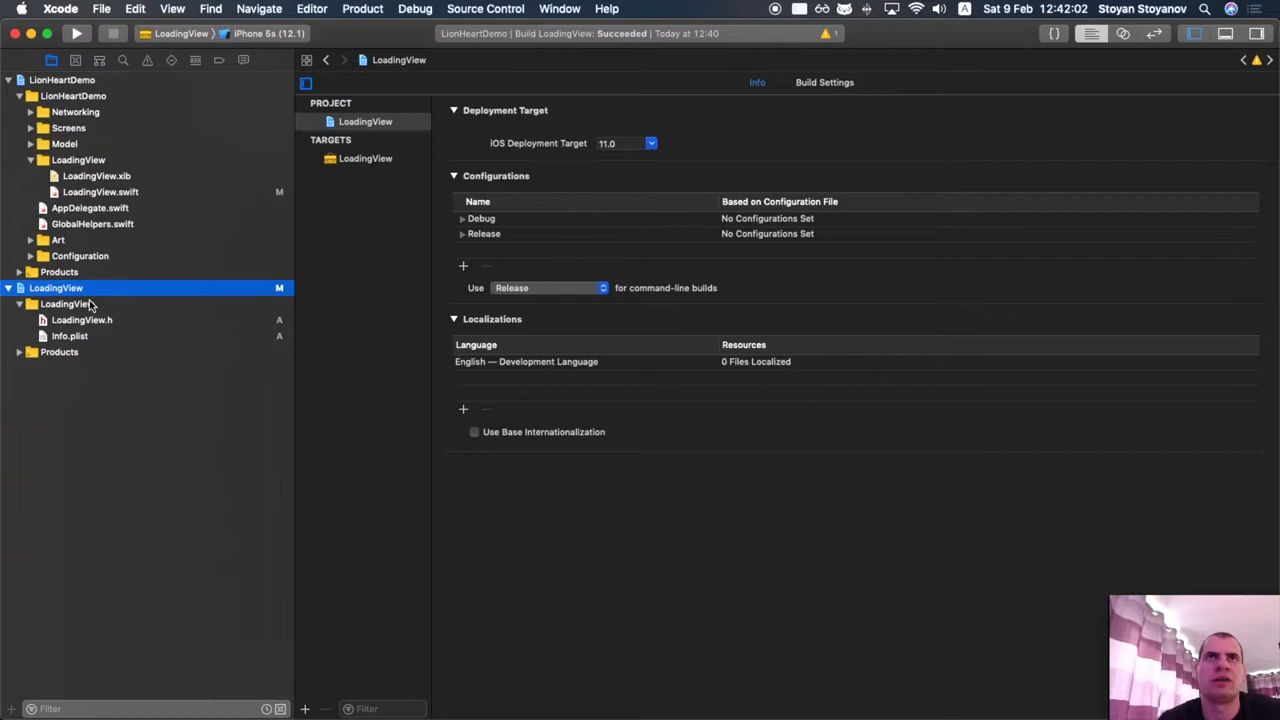 Xcode File Edit View Find Navigate Editor Product Debug Source Control Window Help A Sat 9 Feb 12:42:02 Stoyan Stoyanov
LoadingView iPhone 5s (12.1) LionHeartDemo | Build LoadingView: Succeeded | Today at 12:40 1
LoadingView
LionHeartDemo
LionHeartDemo
Networking
Screens
Model
LoadingView
LoadingView.xib
LoadingView.swift M
AppDelegate.swift
GlobalHelpers.swift
Art
Configuration
Products
LoadingView M
LoadingView
LoadingView.h A
Info.plist A
Products
Filter
PROJECT
LoadingView
TARGETS
LoadingView
Filter
Info Build Settings
Deployment Target
iOS Deployment Target 11.0
Configurations
Name Based on Configuration File
Debug No Configurations Set
Release No Configurations Set
Use Release for command-line builds
Localizations
Language Resources
English — Development Language 0 Files Localized
Use Base Internationalization